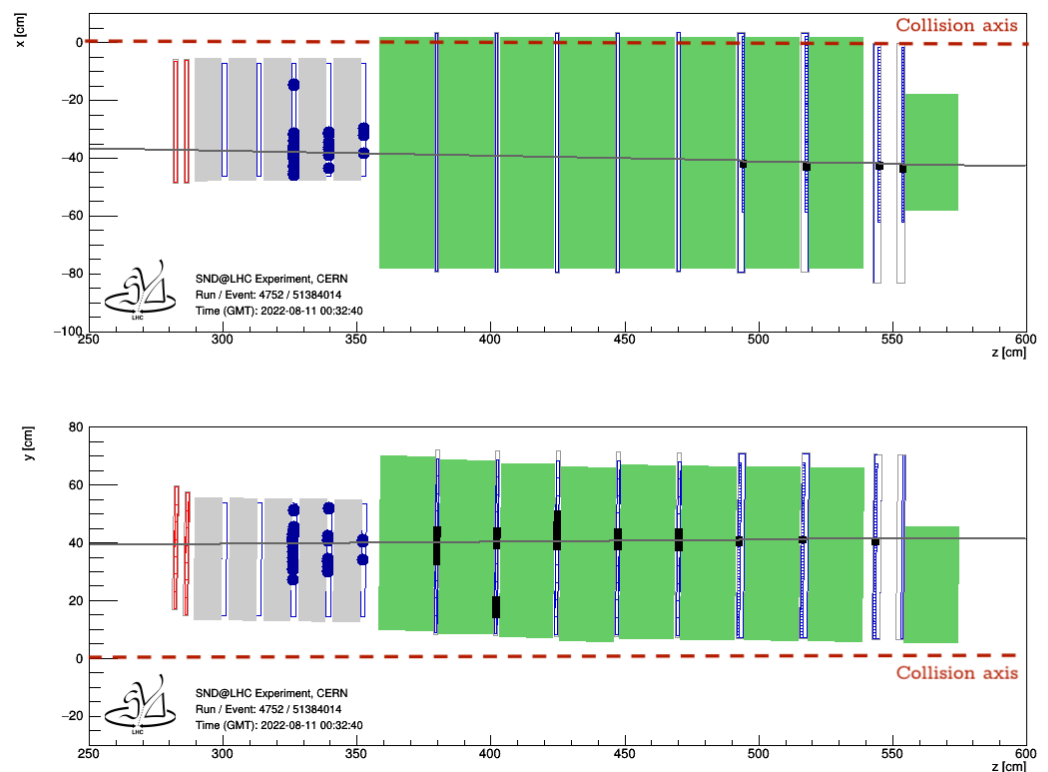 x [cm]
Collision axis
0
−20
−40
−60
−80
−100
SND@LHC Experiment, CERN
Run / Event: 4752 / 51384014
Time (GMT): 2022-08-11 00:32:40
LHC
250 300 350 400 450 500 550 600
z [cm]
y [cm]
80
60
40
20
0
−20
Collision axis
SND@LHC Experiment, CERN
Run / Event: 4752 / 51384014
Time (GMT): 2022-08-11 00:32:40
LHC
250 300 350 400 450 500 550 600
z [cm]